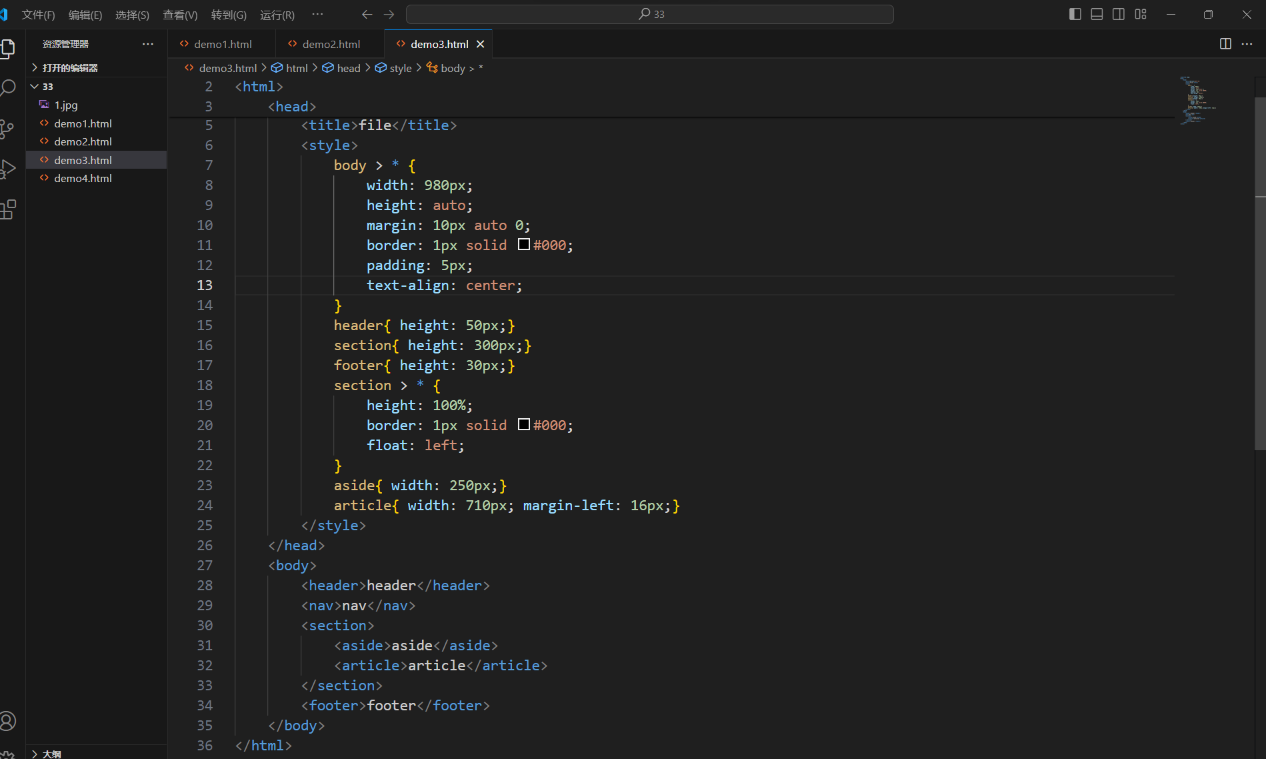 文件(F) 编辑(E) 选择(S) 查看(V) 转到(G) 运行(R) ··· ← → 33
资源管理器 ···
打开的编辑器
33
1.jpg
demo1.html
demo2.html
demo3.html
demo4.html
大纲
demo1.html demo2.html demo3.html
demo3.html > html > head > style > body > *
2 <html>
3 <head>
5 <title>file</title>
6 <style>
7 body > * {
8 width: 980px;
9 height: auto;
10 margin: 10px auto 0;
11 border: 1px solid #000;
12 padding: 5px;
13 text-align: center;
14 }
15 header{ height: 50px;}
16 section{ height: 300px;}
17 footer{ height: 30px;}
18 section > * {
19 height: 100%;
20 border: 1px solid #000;
21 float: left;
22 }
23 aside{ width: 250px;}
24 article{ width: 710px; margin-left: 16px;}
25 </style>
26 </head>
27 <body>
28 <header>header</header>
29 <nav>nav</nav>
30 <section>
31 <aside>aside</aside>
32 <article>article</article>
33 </section>
34 <footer>footer</footer>
35 </body>
36 </html>